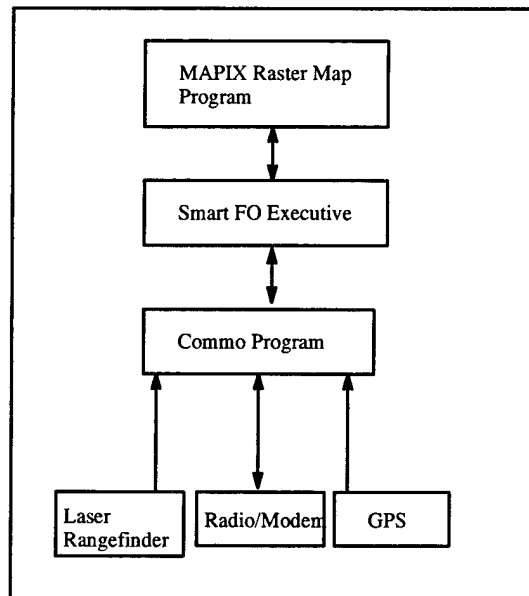 MAPIX Raster Map
Program
Smart FO Executive
Commo Program
Laser
Rangefinder
Radio/Modem
GPS